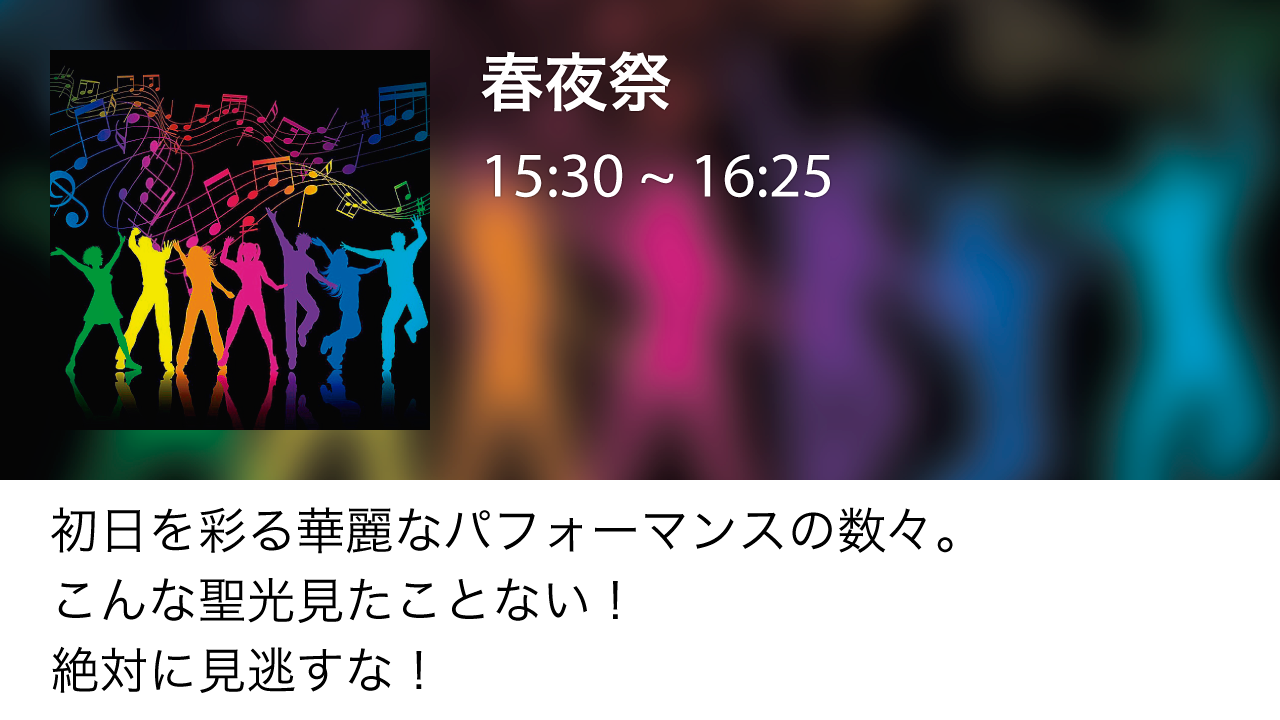 春夜祭
15:30 ~ 16:25
初日を彩る華麗なパフォーマンスの数々。
こんな聖光見たことない！
絶対に見逃すな！